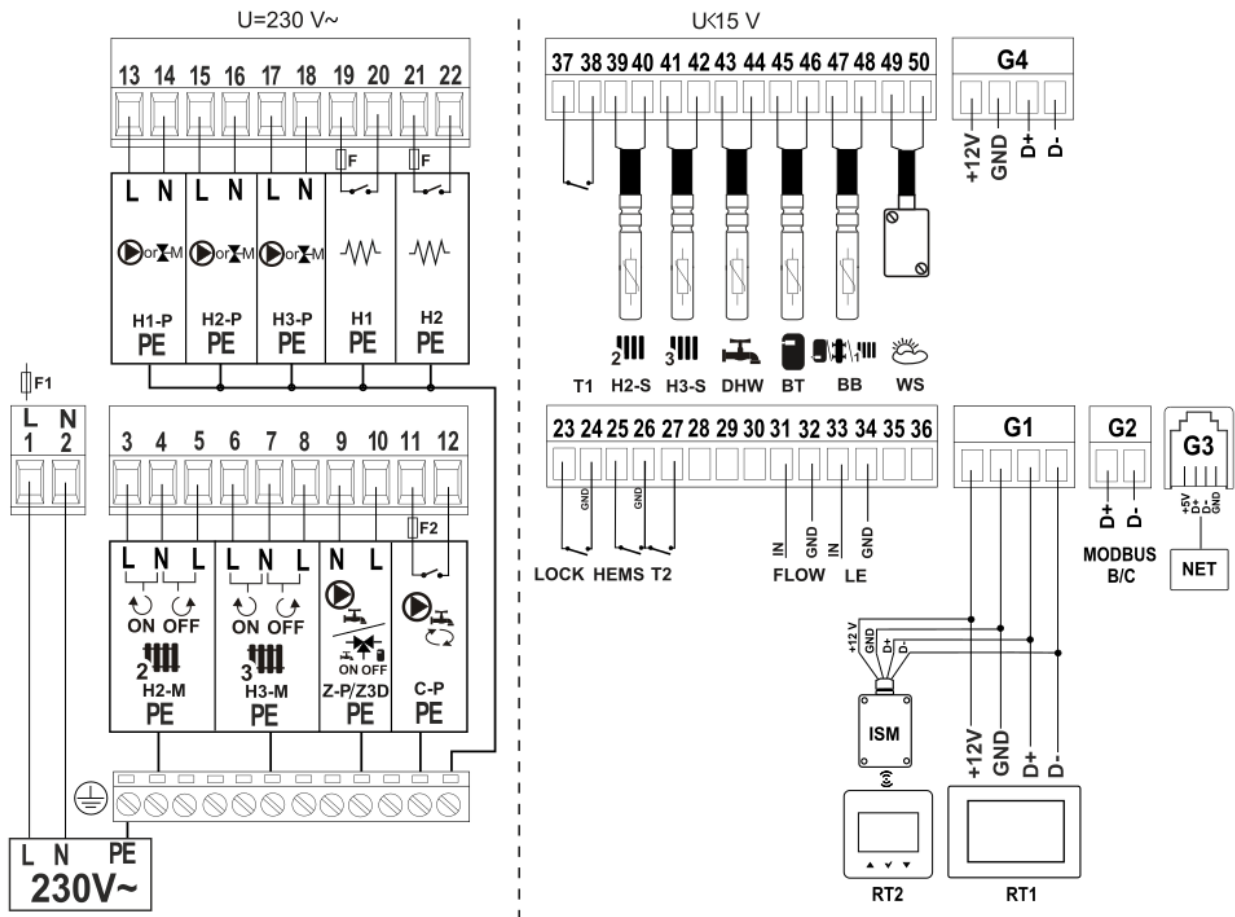 U=230 V~
U<15 V
13 14 15 16 17 18 19 20 21 22
37 38 39 40 41 42 43 44 45 46 47 48 49 50
G4
+12V GND D+ D-
F F
L N L N L N
or M or M or M
H1-P H2-P H3-P H1 H2
PE PE PE PE PE
2 3 1
T1 H2-S H3-S DHW BT BB WS
F1
L N
1 2
3 4 5 6 7 8 9 10 11 12
23 24 25 26 27 28 29 30 31 32 33 34 35 36
G1
G2
G3
GND GND
IN GND IN GND
D+ D-
+5V D+ D- GND
LOCK HEMS T2 FLOW LE
MODBUS
B/C
NET
F2
L N L L N L N L
ON OFF ON OFF
ON OFF
2 3
H2-M H3-M Z-P/Z3D C-P
PE PE PE PE
+12 V GND D+ D-
ISM
+12V GND D+ D-
L N PE
230V~
RT2 RT1